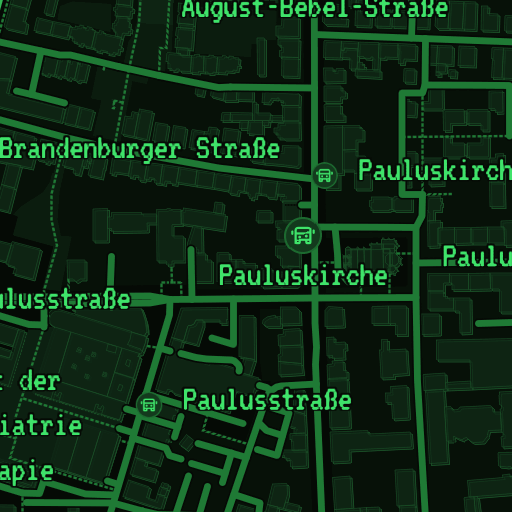 August-Bebel-Straße
Brandenburger Straße
Pauluskirch
Paulu
Pauluskirche
ulusstraße
t der
Paulusstraße
iatrie
apie